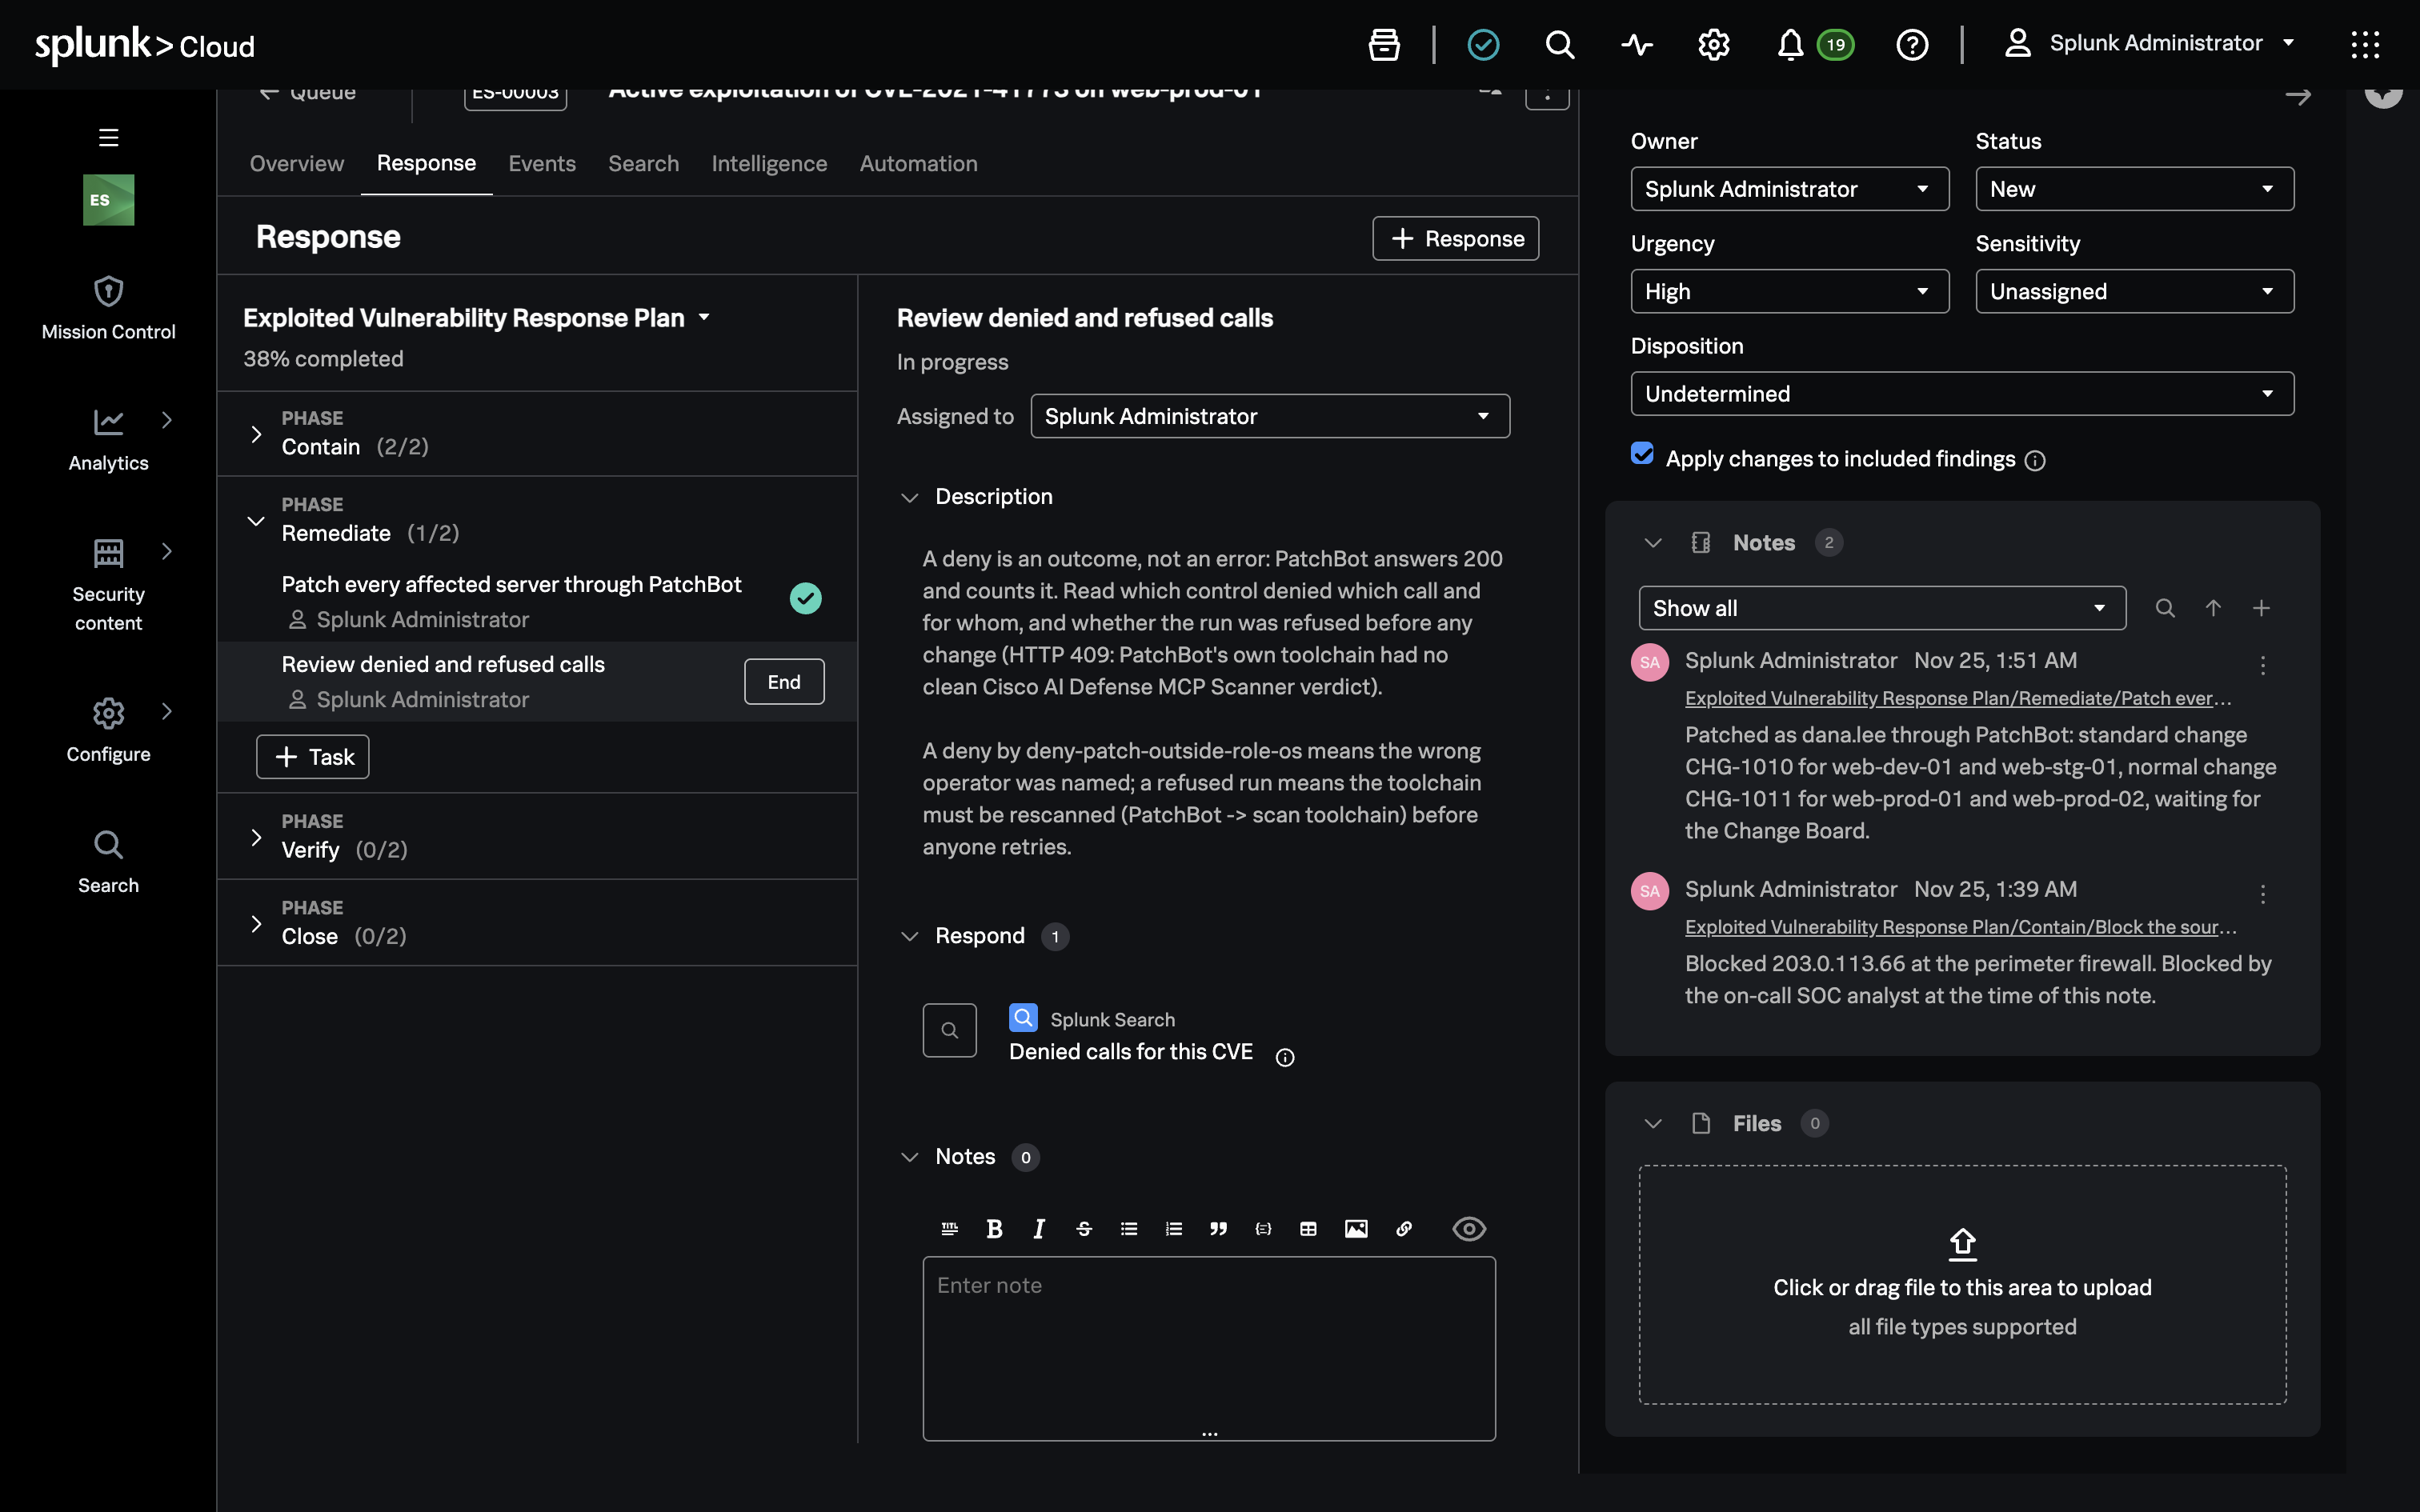 splunk> Cloud
19
Splunk Administrator
Queue
ES-00003
Active exploitation of CVE-2021-41773 on web-prod-01
Overview
Response
Events
Search
Intelligence
Automation
ES
Mission Control
Analytics
Security
content
Configure
Search
Response
Response
Exploited Vulnerability Response Plan
38% completed
PHASE
Contain (2/2)
PHASE
Remediate (1/2)
Patch every affected server through PatchBot
Splunk Administrator
Review denied and refused calls
Splunk Administrator
End
Task
PHASE
Verify (0/2)
PHASE
Close (0/2)
Review denied and refused calls
In progress
Assigned to
Splunk Administrator
Description
A deny is an outcome, not an error: PatchBot answers 200
and counts it. Read which control denied which call and
for whom, and whether the run was refused before any
change (HTTP 409: PatchBot's own toolchain had no
clean Cisco AI Defense MCP Scanner verdict).
A deny by deny-patch-outside-role-os means the wrong
operator was named; a refused run means the toolchain
must be rescanned (PatchBot -> scan toolchain) before
anyone retries.
Respond 1
Splunk Search
Denied calls for this CVE
Notes 0
TITL
B
I
S
Enter note
...
Owner
Splunk Administrator
Status
New
Urgency
High
Sensitivity
Unassigned
Disposition
Undetermined
Apply changes to included findings
Notes 2
Show all
SA
Splunk Administrator Nov 25, 1:51 AM
Exploited Vulnerability Response Plan/Remediate/Patch ever...
Patched as dana.lee through PatchBot: standard change
CHG-1010 for web-dev-01 and web-stg-01, normal change
CHG-1011 for web-prod-01 and web-prod-02, waiting for
the Change Board.
SA
Splunk Administrator Nov 25, 1:39 AM
Exploited Vulnerability Response Plan/Contain/Block the sour...
Blocked 203.0.113.66 at the perimeter firewall. Blocked by
the on-call SOC analyst at the time of this note.
Files 0
Click or drag file to this area to upload
all file types supported